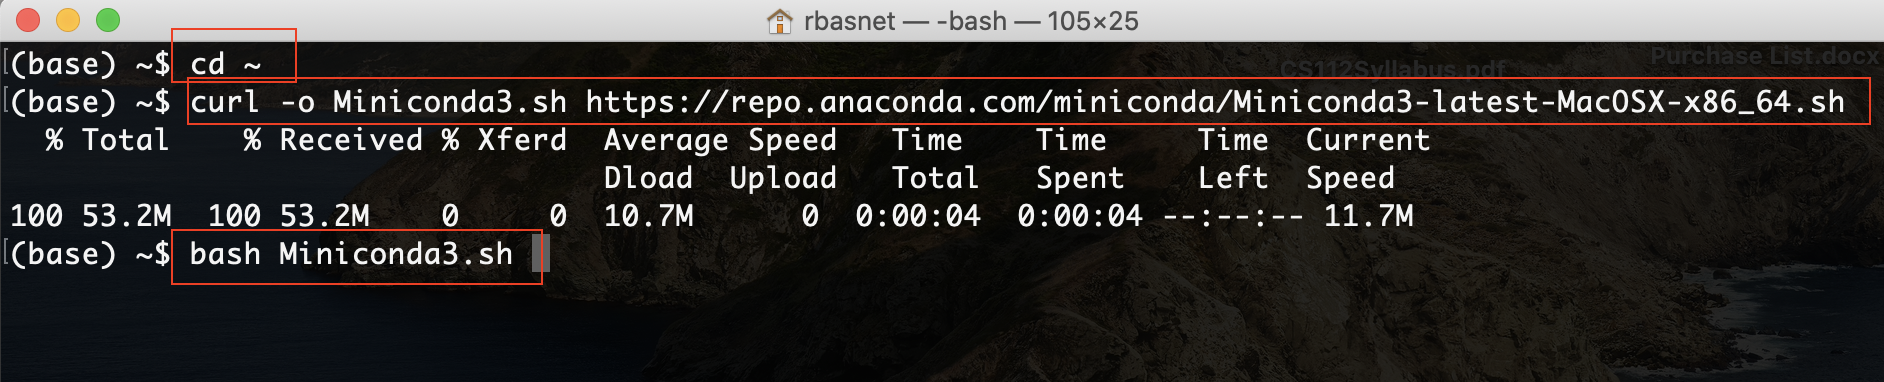 rbasnet — -bash — 105×25
Purchase List.docx
CS112Syllabus.pdf
[(base) ~$ cd ~
[(base) ~$ curl -o Miniconda3.sh https://repo.anaconda.com/miniconda/Miniconda3-latest-MacOSX-x86_64.sh
% Total % Received % Xferd Average Speed Time Time Time Current
Dload Upload Total Spent Left Speed
100 53.2M 100 53.2M 0 0 10.7M 0 0:00:04 0:00:04 --:--:-- 11.7M
[(base) ~$ bash Miniconda3.sh